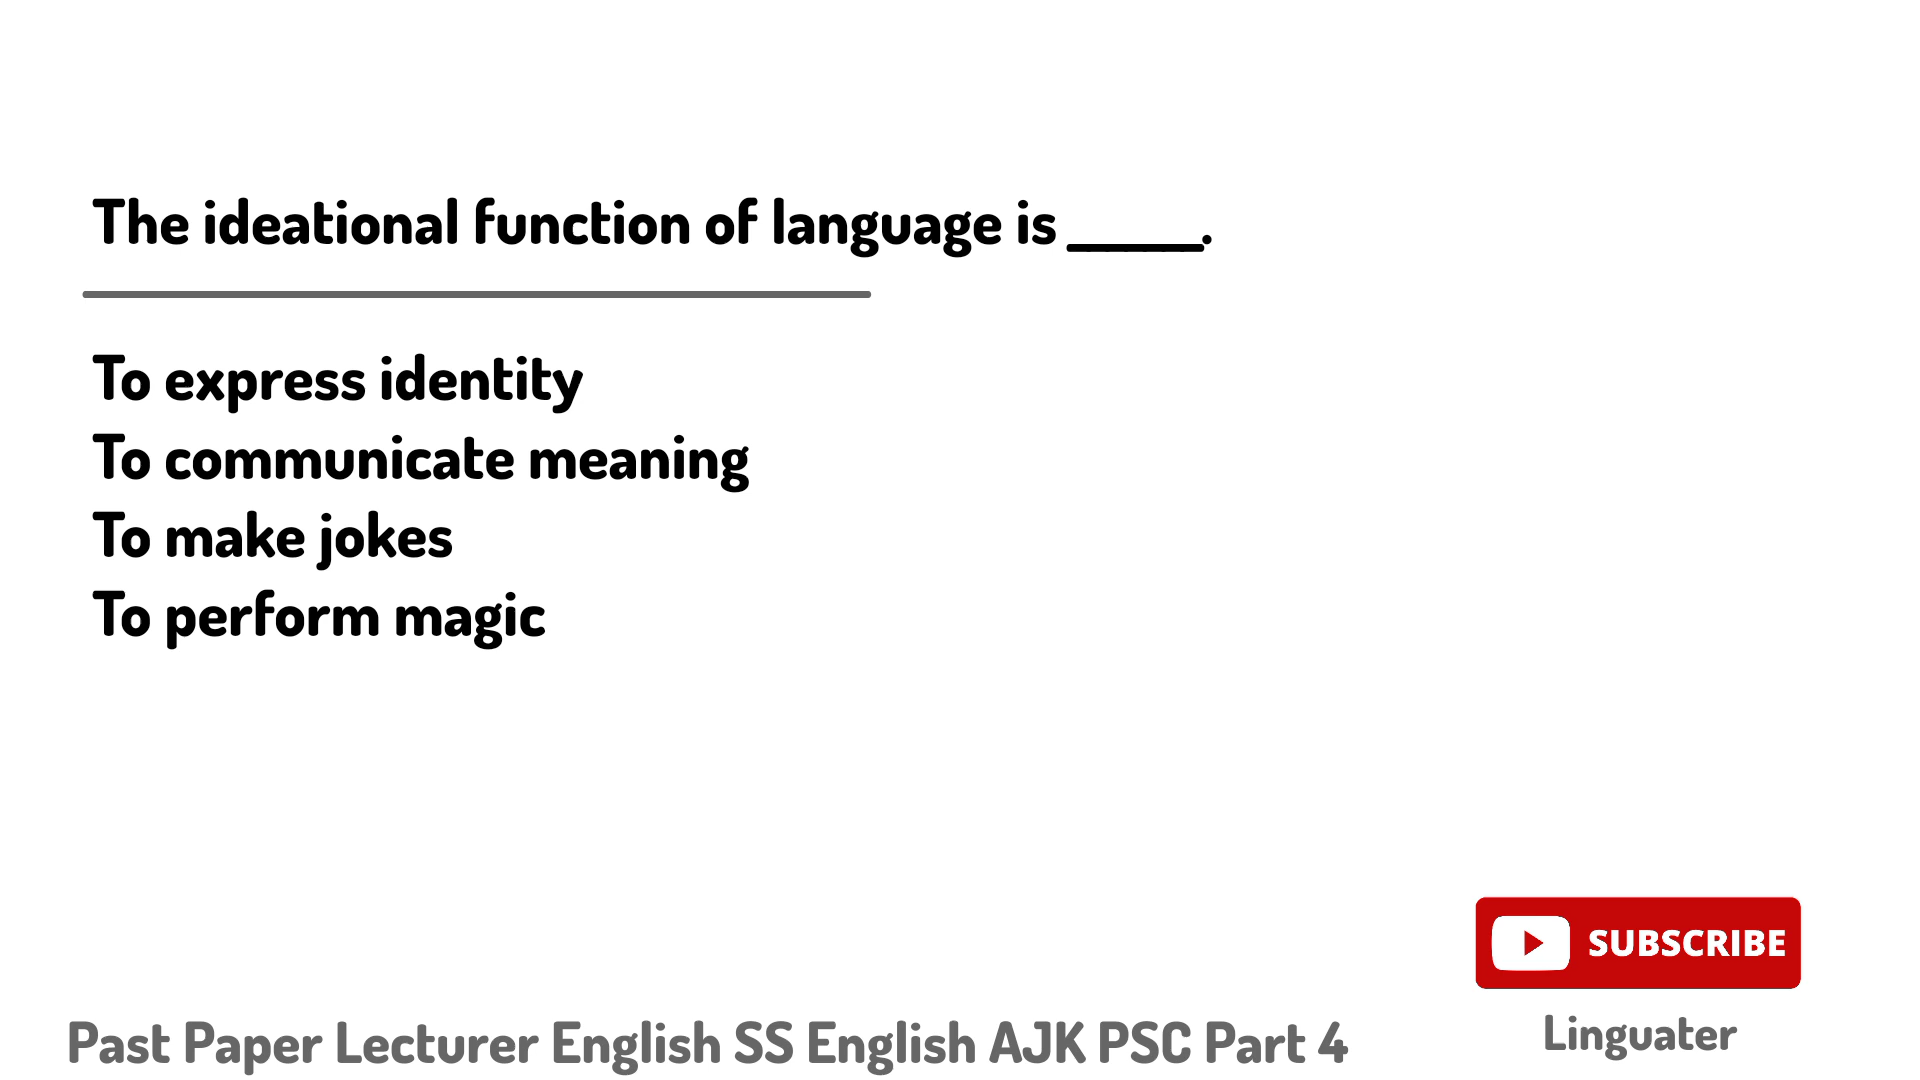 The ideational function of language is _____.
To express identity
To communicate meaning
To make jokes
To perform magic
SUBSCRIBE
Linguater
Past Paper Lecturer English SS English AJK PSC Part 4